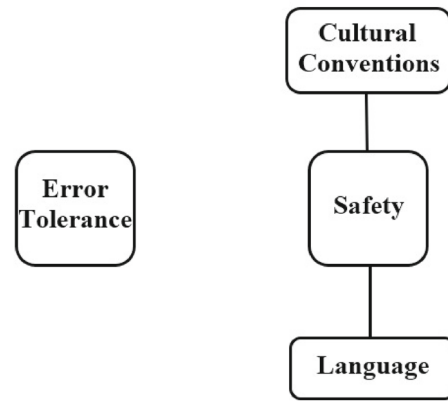 Cultural
Conventions
Error
Tolerance
Safety
Language